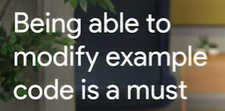 Being able to
modify example
code is a must